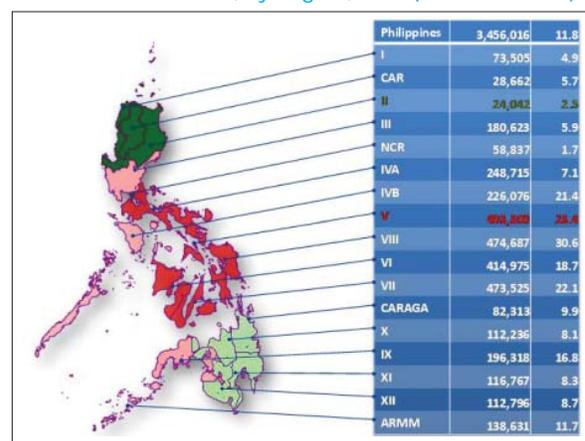 Philippines 3,456,016 11.8
I 73,505 4.9
CAR 28,662 5.7
II 24,042
III 180,623 5.9
NCR 58,837 1.7
IVA 248,715 7.1
IVB 226,076 21.4
V
VIII 474,687 30.6
VI 414,975 18.7
VII 473,525 22.1
CARAGA 82,313 9.9
X 112,236 8.1
IX 196,318 16.8
XI 116,767 8.3
XII 112,796 8.7
ARMM 138,631 11.7